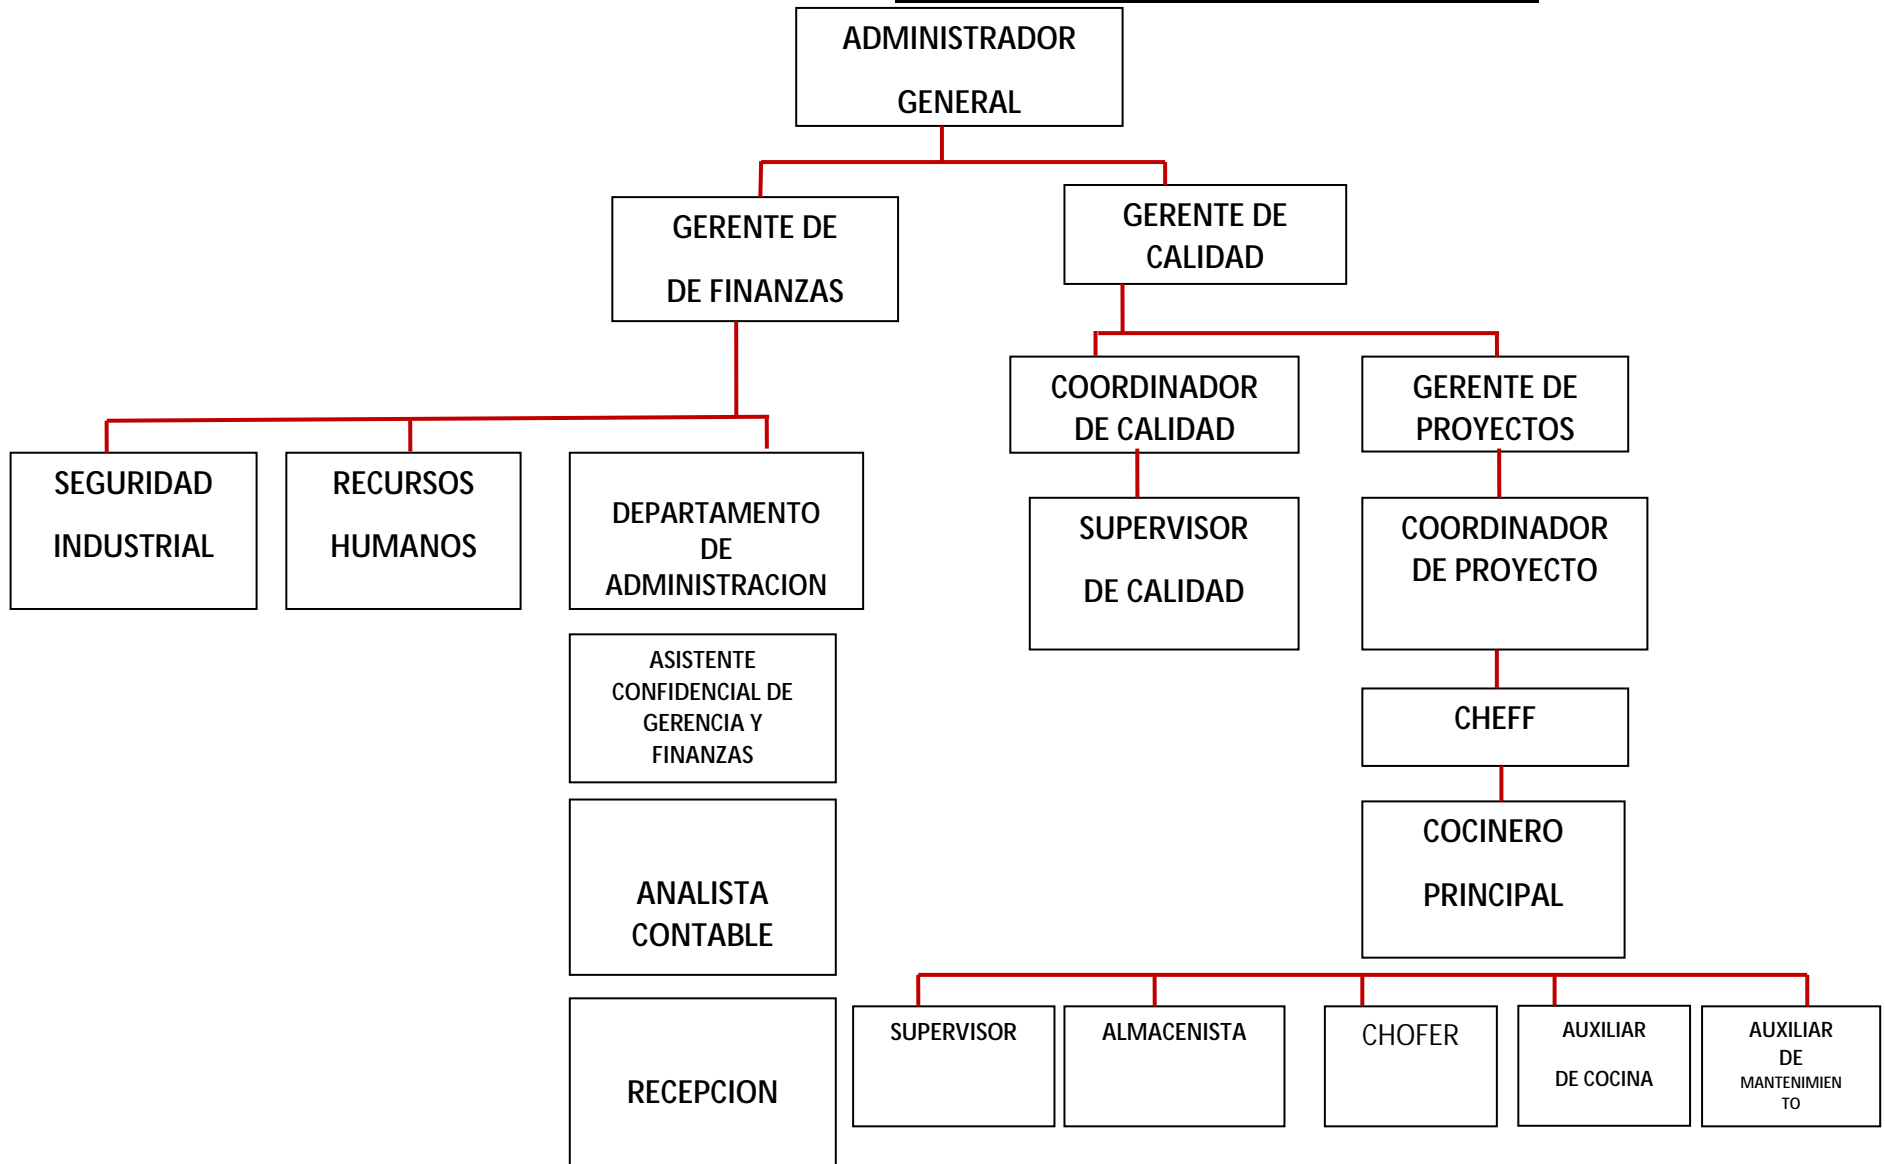 ADMINISTRADOR
GENERAL
GERENTE DE
DE FINANZAS
GERENTE DE
CALIDAD
COORDINADOR
DE CALIDAD
GERENTE DE
PROYECTOS
SEGURIDAD
INDUSTRIAL
RECURSOS
HUMANOS
DEPARTAMENTO
DE
ADMINISTRACION
SUPERVISOR
DE CALIDAD
COORDINADOR
DE PROYECTO
ASISTENTE
CONFIDENCIAL DE
GERENCIA Y
FINANZAS
CHEFF
ANALISTA
CONTABLE
COCINERO
PRINCIPAL
RECEPCION
SUPERVISOR
ALMACENISTA
CHOFER
AUXILIAR
DE COCINA
AUXILIAR
DE
MANTENIMIEN
TO